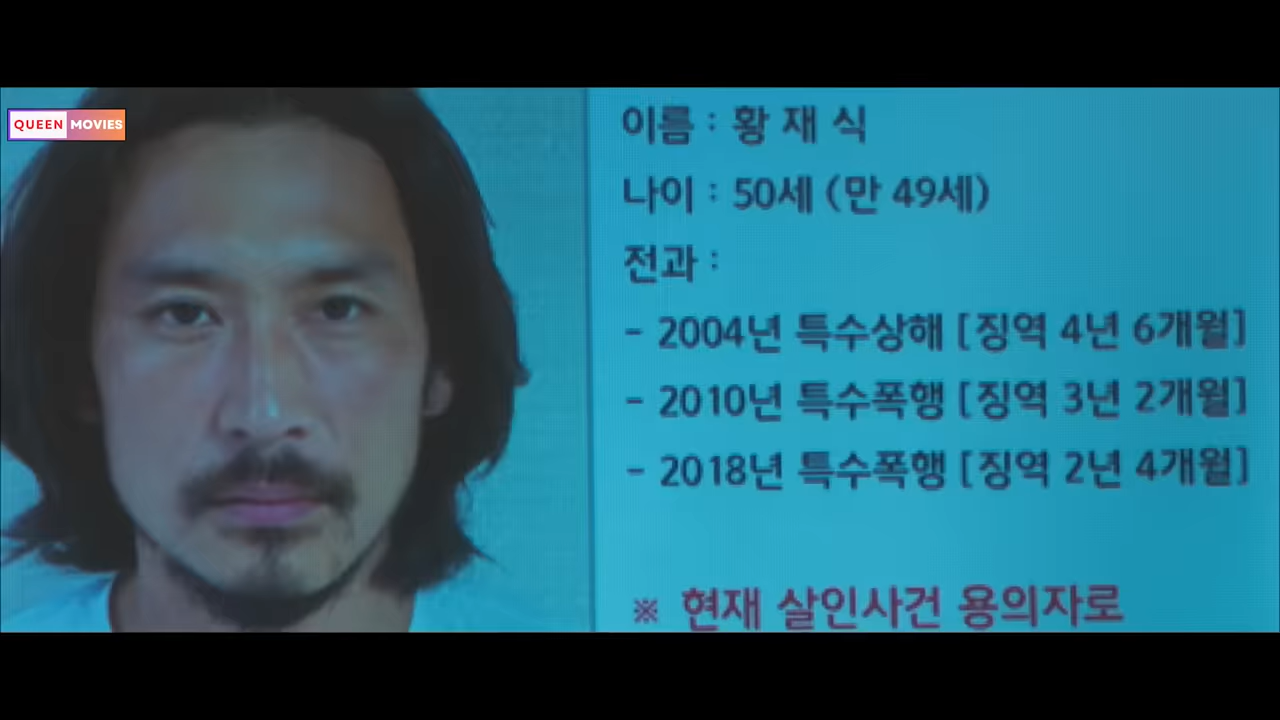 QUEEN MOVIES
이름 : 황 재 식
나이 : 50세 (만 49세)
전과 :
- 2004년 특수상해 [징역 4년 6개월]
- 2010년 특수폭행 [징역 3년 2개월]
- 2018년 특수폭행 [징역 2년 4개월]
※ 현재 살인사건 용의자로